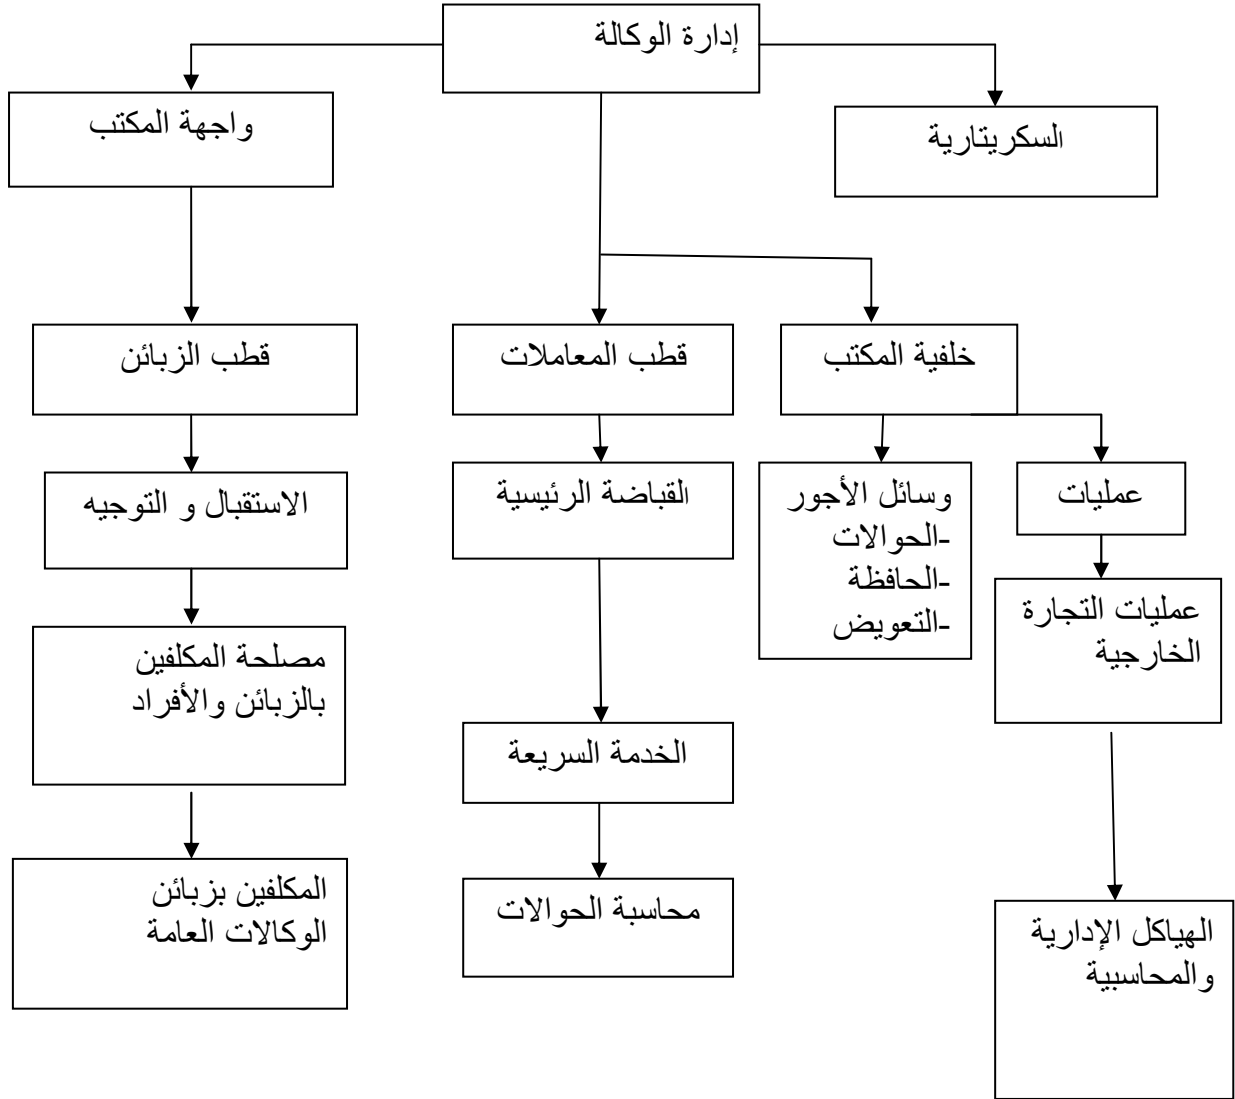 إدارة الوكالة
السكريتارية
واجهة المكتب
خلفية المكتب
قطب المعاملات
قطب الزبائن
عمليات
وسائل الأجور
-الحوالات
-الحافظة
-التعويض
القباضة الرئيسية
الاستقبال و التوجيه
عمليات التجارة
الخارجية
مصلحة المكلفين
بالزبائن والأفراد
الخدمة السريعة
الهياكل الإدارية
والمحاسبية
محاسبة الحوالات
المكلفين بزبائن
الوكالات العامة